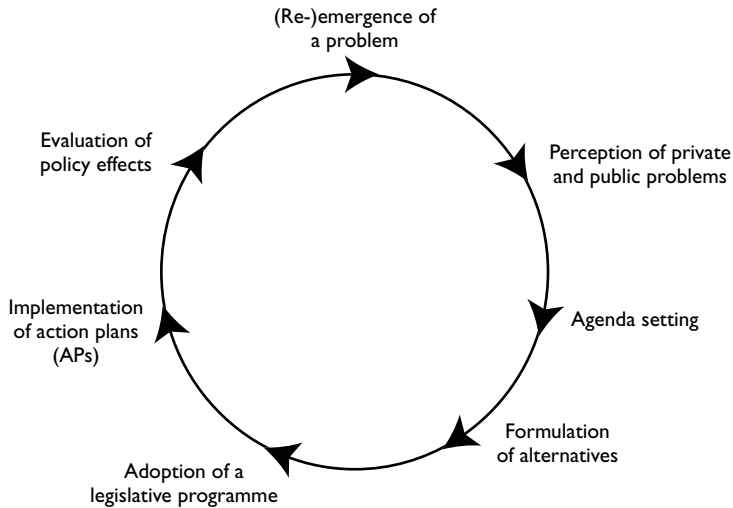 (Re-)emergence of
a problem
Perception of private
and public problems
Agenda setting
Formulation
of alternatives
Adoption of a
legislative programme
Implementation
of action plans
(APs)
Evaluation of
policy effects